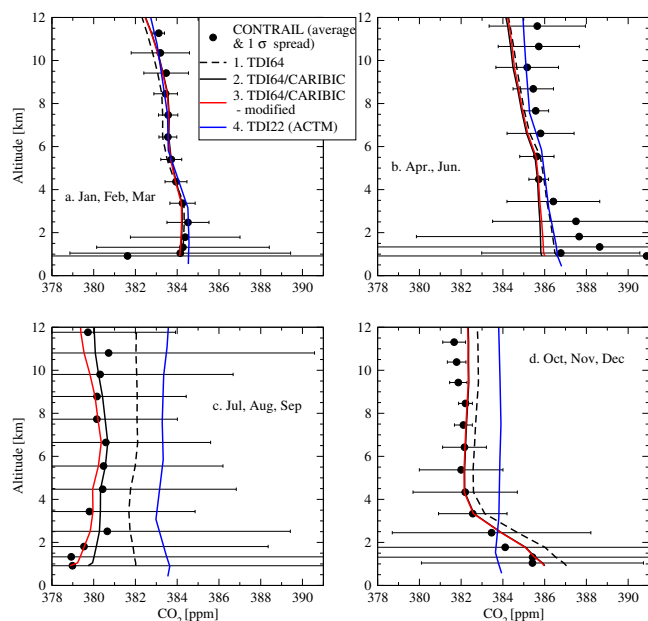 12
10
8
6
4
2
0
Altitude [km]
378 380 382 384 386 388 390
a. Jan, Feb, Mar
CONTRAIL (average
& 1 σ spread)
1. TDI64
2. TDI64/CARIBIC
3. TDI64/CARIBIC
- modified
4. TDI22 (ACTM)
12
10
8
6
4
2
0
Altitude [km]
378 380 382 384 386 388 390
b. Apr., Jun.
12
10
8
6
4
2
0
Altitude [km]
378 380 382 384 386 388 390
CO2 [ppm]
c. Jul, Aug, Sep
12
10
8
6
4
2
0
Altitude [km]
378 380 382 384 386 388 390
CO2 [ppm]
d. Oct, Nov, Dec